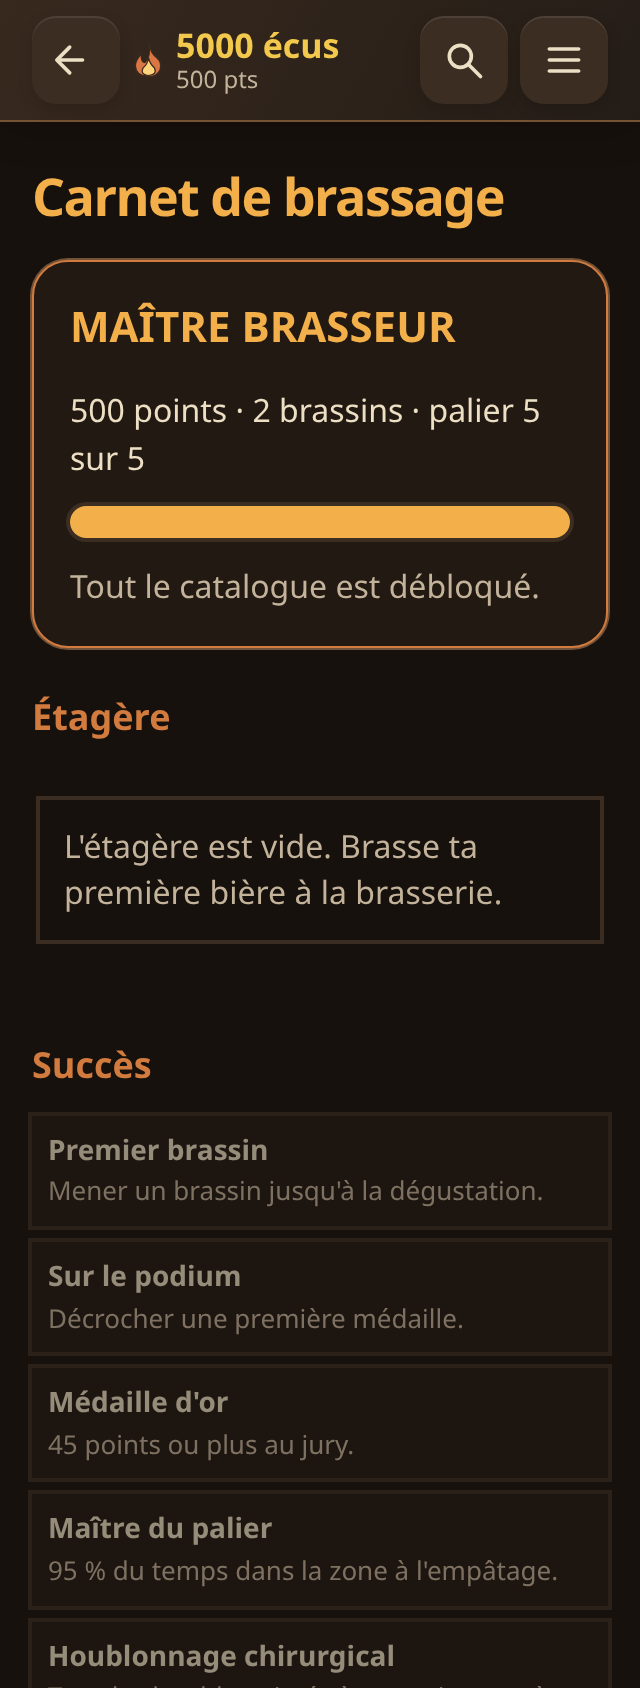 5000 écus
500 pts
Carnet de brassage
MAÎTRE BRASSEUR
500 points · 2 brassins · palier 5
sur 5
Tout le catalogue est débloqué.
Étagère
L'étagère est vide. Brasse ta
première bière à la brasserie.
Succès
Premier brassin
Mener un brassin jusqu'à la dégustation.
Sur le podium
Décrocher une première médaille.
Médaille d'or
45 points ou plus au jury.
Maître du palier
95 % du temps dans la zone à l'empâtage.
Houblonnage chirurgical